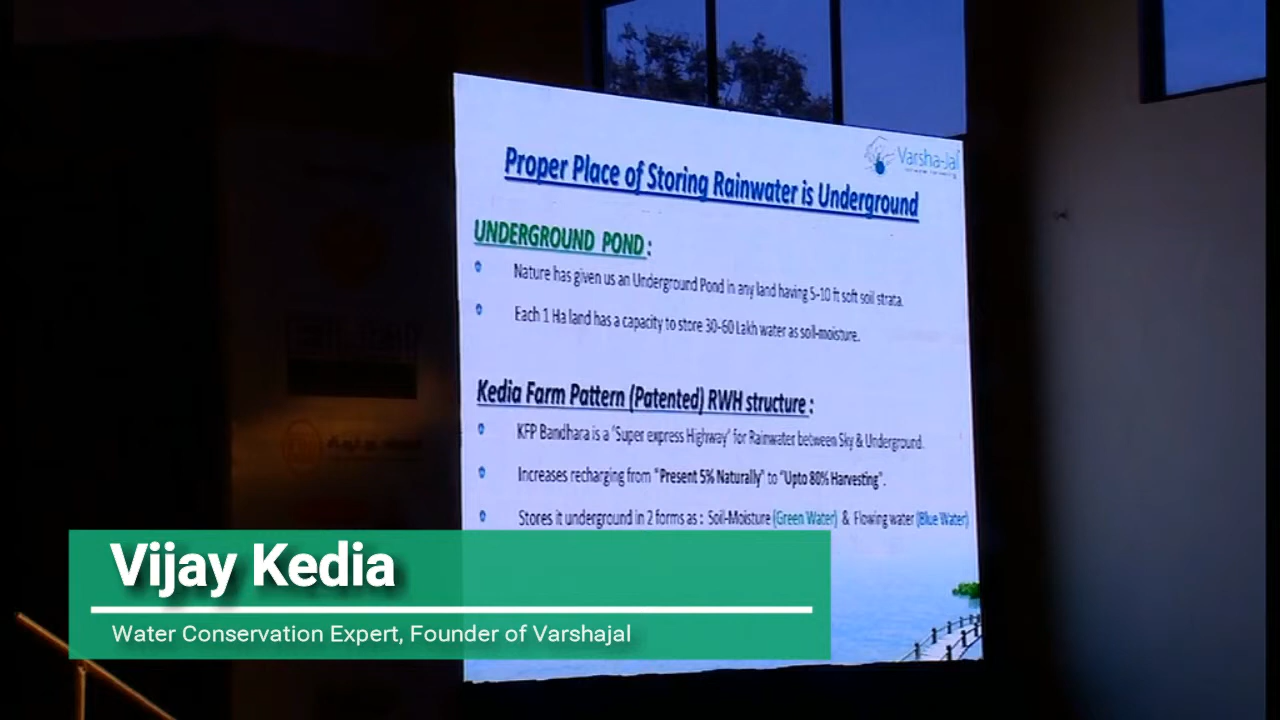 Varsha-Jal
Proper Place of Storing Rainwater is Underground
UNDERGROUND POND :
Nature has given us an Underground Pond in any land having 5-10 ft soft soil strata.
Each 1 Ha land has a capacity to store 30-60 Lakh water as soil-moisture.
Kedia Farm Pattern (Patented) RWH structure :
KFP Bandhara is a 'Super express Highway' for Rainwater between Sky & Underground.
Increases recharging from "Present 5% Naturally" to "Upto 80% Harvesting".
Stores it underground in 2 forms as : Soil-Moisture (Green Water) & Flowing water (Blue Water)
Vijay Kedia
Water Conservation Expert, Founder of Varshajal